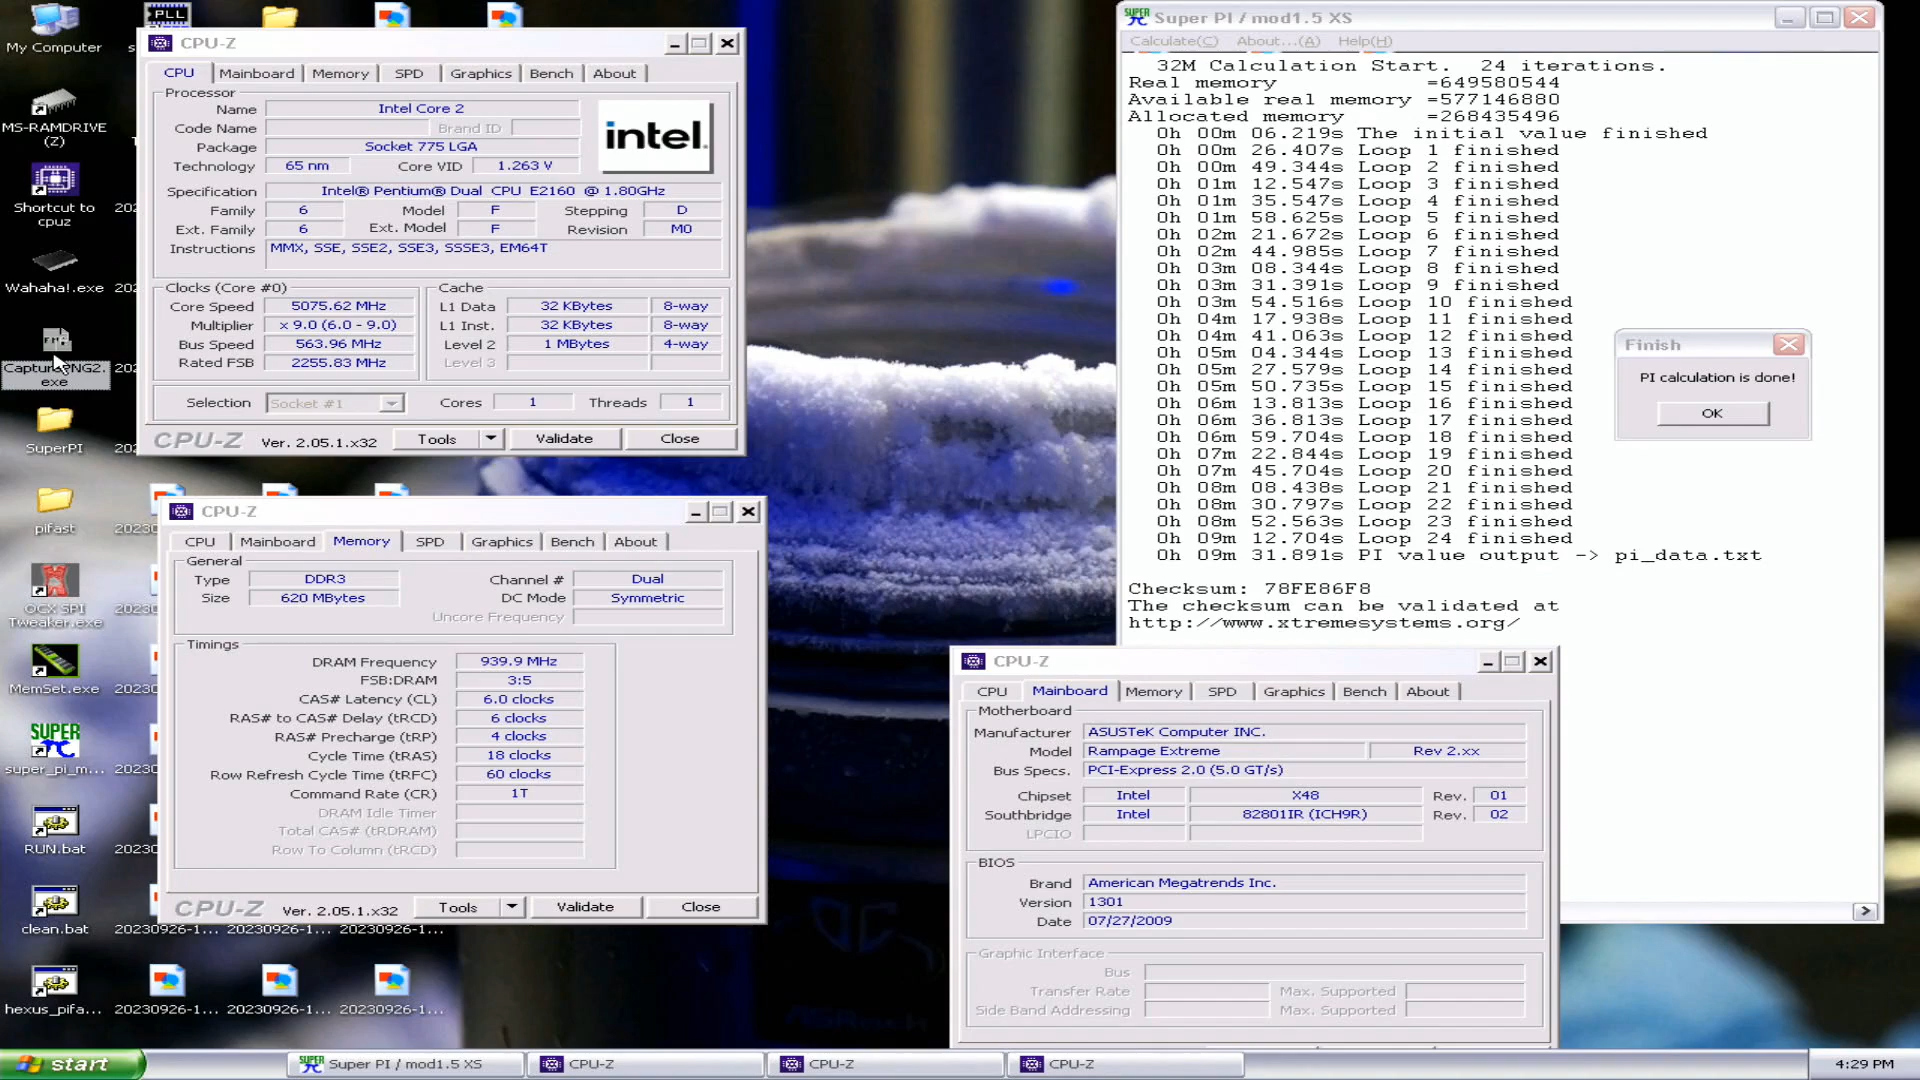 My Computer
MS-RAMDRIVE
(Z)
Shortcut to
cpuz
Wahaha!.exe
CapturePNG2.
exe
SuperPI
pifast
OCX SPI
Tweaker.exe
MemSet.exe
super_pi_m...
RUN.bat
clean.bat
20230926-1... 20230926-1... 20230926-1...
hexus_pifa...
20230926-1... 20230926-1... 20230926-1...
PLL
CPU-Z
CPU Mainboard Memory SPD Graphics Bench About
Processor
Name Intel Core 2
Code Name Brand ID
Package Socket 775 LGA
Technology 65 nm Core VID 1.263 V
intel.
Specification Intel® Pentium® Dual CPU E2160 @ 1.80GHz
Family 6 Model F Stepping D
Ext. Family 6 Ext. Model F Revision M0
Instructions MMX, SSE, SSE2, SSE3, SSSE3, EM64T
Clocks (Core #0)
Core Speed 5075.62 MHz
Multiplier x 9.0 (6.0 - 9.0)
Bus Speed 563.96 MHz
Rated FSB 2255.83 MHz
Cache
L1 Data 32 KBytes 8-way
L1 Inst. 32 KBytes 8-way
Level 2 1 MBytes 4-way
Level 3
Selection Socket #1 Cores 1 Threads 1
CPU-Z Ver. 2.05.1.x32 Tools Validate Close
CPU-Z
CPU Mainboard Memory SPD Graphics Bench About
General
Type DDR3 Channel # Dual
Size 620 MBytes DC Mode Symmetric
Uncore Frequency
Timings
DRAM Frequency 939.9 MHz
FSB:DRAM 3:5
CAS# Latency (CL) 6.0 clocks
RAS# to CAS# Delay (tRCD) 6 clocks
RAS# Precharge (tRP) 4 clocks
Cycle Time (tRAS) 18 clocks
Row Refresh Cycle Time (tRFC) 60 clocks
Command Rate (CR) 1T
DRAM Idle Timer
Total CAS# (tRDRAM)
Row To Column (tRCD)
CPU-Z Ver. 2.05.1.x32 Tools Validate Close
Super PI / mod1.5 XS
Calculate(C) About...(A) Help(H)
32M Calculation Start. 24 iterations.
Real memory =649580544
Available real memory =577146880
Allocated memory =268435496
0h 00m 06.219s The initial value finished
0h 00m 26.407s Loop 1 finished
0h 00m 49.344s Loop 2 finished
0h 01m 12.547s Loop 3 finished
0h 01m 35.547s Loop 4 finished
0h 01m 58.625s Loop 5 finished
0h 02m 21.672s Loop 6 finished
0h 02m 44.985s Loop 7 finished
0h 03m 08.344s Loop 8 finished
0h 03m 31.391s Loop 9 finished
0h 03m 54.516s Loop 10 finished
0h 04m 17.938s Loop 11 finished
0h 04m 41.063s Loop 12 finished
0h 05m 04.344s Loop 13 finished
0h 05m 27.579s Loop 14 finished
0h 05m 50.735s Loop 15 finished
0h 06m 13.813s Loop 16 finished
0h 06m 36.813s Loop 17 finished
0h 06m 59.704s Loop 18 finished
0h 07m 22.844s Loop 19 finished
0h 07m 45.704s Loop 20 finished
0h 08m 08.438s Loop 21 finished
0h 08m 30.797s Loop 22 finished
0h 08m 52.563s Loop 23 finished
0h 09m 12.704s Loop 24 finished
0h 09m 31.891s PI value output -> pi_data.txt
Checksum: 78FE86F8
The checksum can be validated at
http://www.xtremesystems.org/
Finish
PI calculation is done!
OK
CPU-Z
CPU Mainboard Memory SPD Graphics Bench About
Motherboard
Manufacturer ASUSTeK Computer INC.
Model Rampage Extreme Rev 2.xx
Bus Specs. PCI-Express 2.0 (5.0 GT/s)
Chipset Intel X48 Rev. 01
Southbridge Intel 82801IR (ICH9R) Rev. 02
LPCIO
BIOS
Brand American Megatrends Inc.
Version 1301
Date 07/27/2009
Graphic Interface
Bus
Transfer Rate Max. Supported
Side Band Addressing Max. Supported
start Super PI / mod1.5 XS CPU-Z CPU-Z CPU-Z 4:29 PM